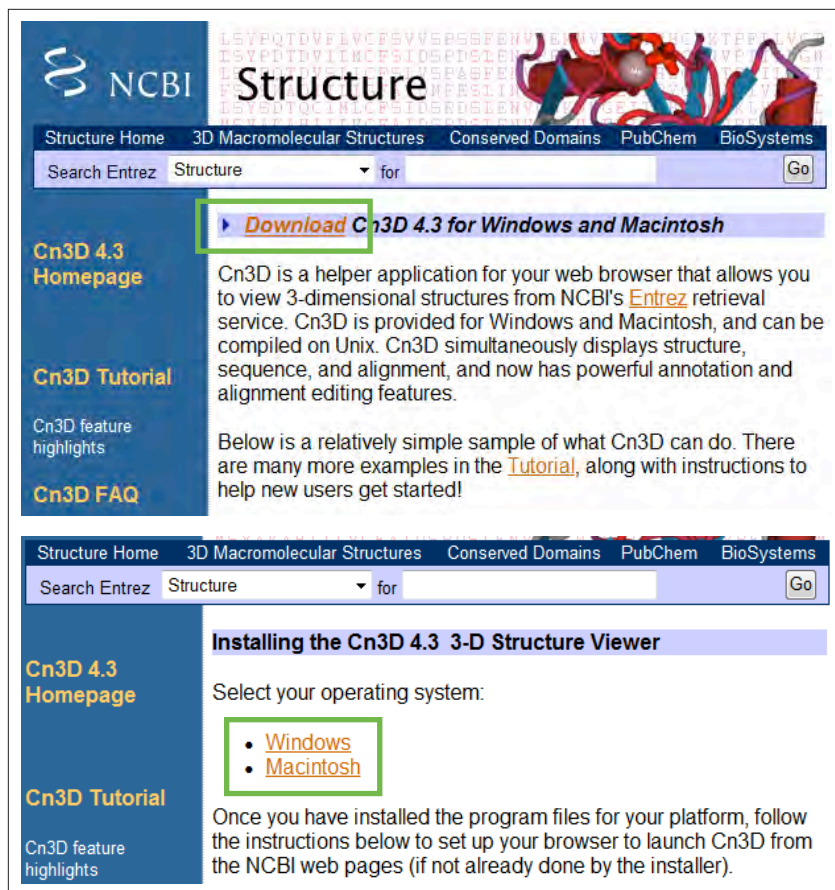 NCBI
Structure
Structure Home 3D Macromolecular Structures Conserved Domains PubChem BioSystems
Search Entrez Structure for Go
Cn3D 4.3
Homepage
Cn3D Tutorial
Cn3D feature
highlights
Cn3D FAQ
Download Cn3D 4.3 for Windows and Macintosh
Cn3D is a helper application for your web browser that allows you
to view 3-dimensional structures from NCBI's Entrez retrieval
service. Cn3D is provided for Windows and Macintosh, and can be
compiled on Unix. Cn3D simultaneously displays structure,
sequence, and alignment, and now has powerful annotation and
alignment editing features.
Below is a relatively simple sample of what Cn3D can do. There
are many more examples in the Tutorial, along with instructions to
help new users get started!
Structure Home 3D Macromolecular Structures Conserved Domains PubChem BioSystems
Search Entrez Structure for Go
Cn3D 4.3
Homepage
Cn3D Tutorial
Cn3D feature
highlights
Installing the Cn3D 4.3 3-D Structure Viewer
Select your operating system:
• Windows
• Macintosh
Once you have installed the program files for your platform, follow
the instructions below to set up your browser to launch Cn3D from
the NCBI web pages (if not already done by the installer).